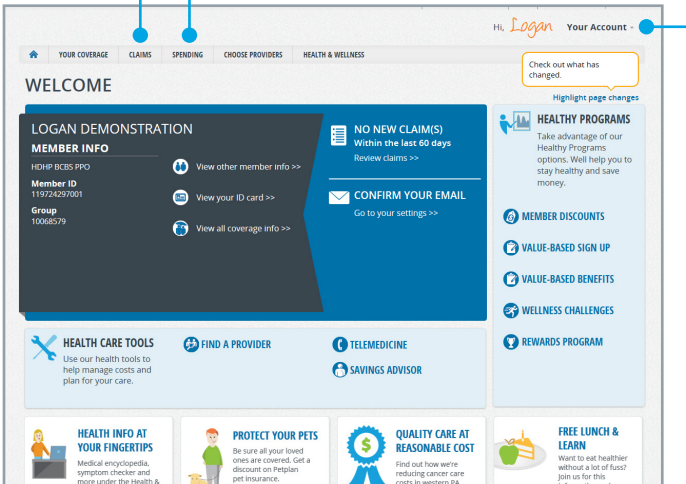 Hi, Logan Your Account
YOUR COVERAGE CLAIMS SPENDING CHOOSE PROVIDERS HEALTH & WELLNESS
Check out what has
changed.
WELCOME
Highlight page changes
LOGAN DEMONSTRATION
MEMBER INFO
HDHP BCBS PPO
Member ID
119724297001
Group
10068579
View other member info >>
View your ID card >>
View all coverage info >>
NO NEW CLAIM(S)
Within the last 60 days
Review claims >>
CONFIRM YOUR EMAIL
Go to your settings >>
HEALTHY PROGRAMS
Take advantage of our
Healthy Programs
options. Well help you to
stay healthy and save
money.
MEMBER DISCOUNTS
VALUE-BASED SIGN UP
VALUE-BASED BENEFITS
WELLNESS CHALLENGES
REWARDS PROGRAM
HEALTH CARE TOOLS
Use our health tools to
help manage costs and
plan for your care.
FIND A PROVIDER
TELEMEDICINE
SAVINGS ADVISOR
HEALTH INFO AT
YOUR FINGERTIPS
Medical encyclopedia,
symptom checker and
more under the Health &
PROTECT YOUR PETS
Be sure all your loved
ones are covered. Get a
discount on Petplan
pet insurance.
$
QUALITY CARE AT
REASONABLE COST
Find out how we're
reducing cancer care
costs in western PA
FREE LUNCH &
LEARN
Want to eat healthier
without a lot of fuss?
Join us for this